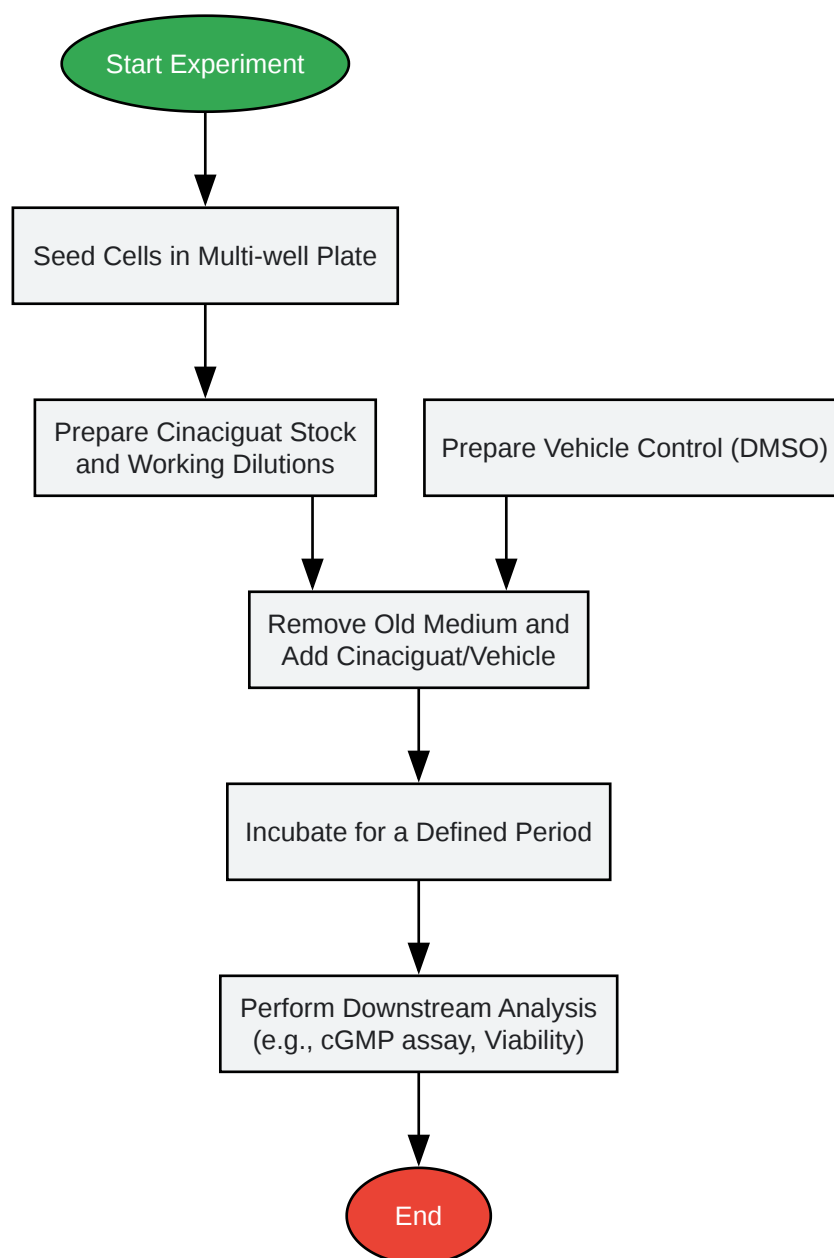 Start Experiment
Seed Cells in Multi-well Plate
Prepare Cinaciguat Stock
and Working Dilutions
Prepare Vehicle Control (DMSO)
Remove Old Medium and
Add Cinaciguat/Vehicle
Incubate for a Defined Period
Perform Downstream Analysis
(e.g., cGMP assay, Viability)
End